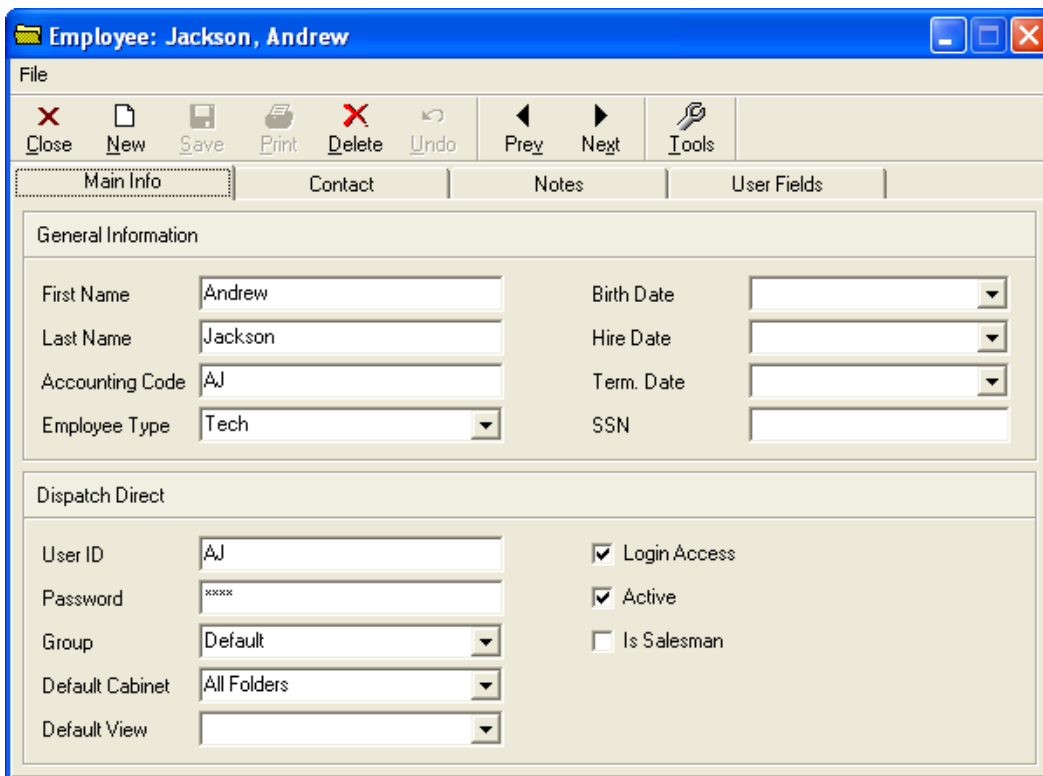 Employee: Jackson, Andrew
File
Close New Save Print Delete Undo Prev Next Tools
Main Info Contact Notes User Fields
General Information
First Name Andrew Birth Date
Last Name Jackson Hire Date
Accounting Code AJ Term. Date
Employee Type Tech SSN
Dispatch Direct
User ID AJ Login Access
Password xxxx Active
Group Default Is Salesman
Default Cabinet All Folders
Default View